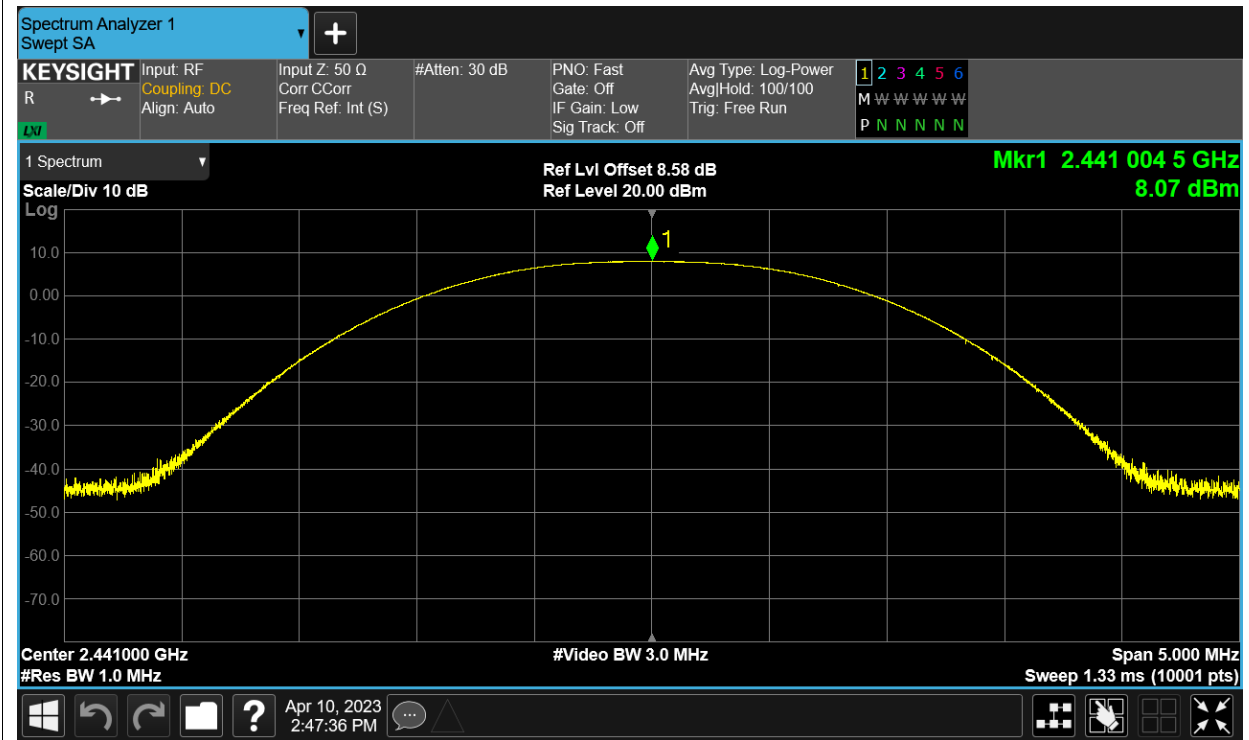 Spectrum Analyzer 1
Swept SA
KEYSIGHT
R
LXI
Input: RF
Coupling: DC
Align: Auto
Input Z: 50 Ω
Corr CCorr
Freq Ref: Int (S)
#Atten: 30 dB
PNO: Fast
Gate: Off
IF Gain: Low
Sig Track: Off
Avg Type: Log-Power
Avg|Hold: 100/100
Trig: Free Run
1 2 3 4 5 6
M W W W W W
P N N N N N
1 Spectrum
Scale/Div 10 dB
Ref Lvl Offset 8.58 dB
Ref Level 20.00 dBm
Mkr1 2.441 004 5 GHz
8.07 dBm
Log
1
10.0
0.00
-10.0
-20.0
-30.0
-40.0
-50.0
-60.0
-70.0
Center 2.441000 GHz
#Video BW 3.0 MHz
Span 5.000 MHz
#Res BW 1.0 MHz
Sweep 1.33 ms (10001 pts)
?
Apr 10, 2023
2:47:36 PM